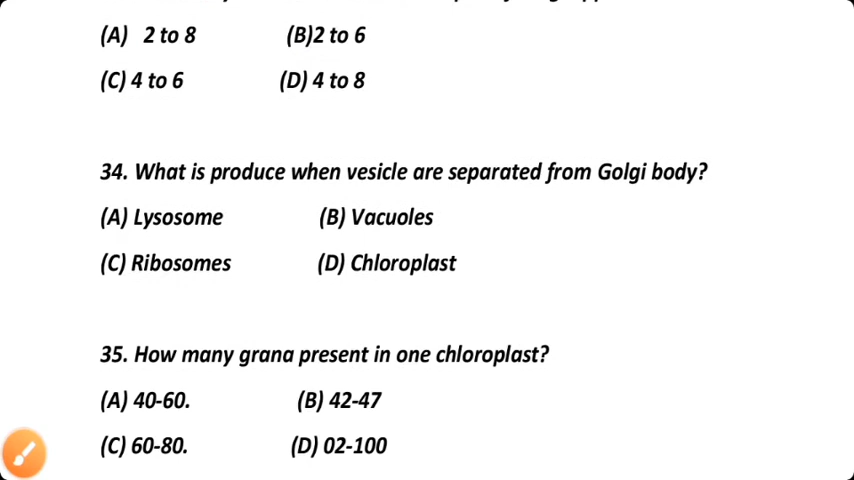 (A) 2 to 8 (B)2 to 6
(C) 4 to 6 (D) 4 to 8
34. What is produce when vesicle are separated from Golgi body?
(A) Lysosome (B) Vacuoles
(C) Ribosomes (D) Chloroplast
35. How many grana present in one chloroplast?
(A) 40-60. (B) 42-47
(C) 60-80. (D) 02-100